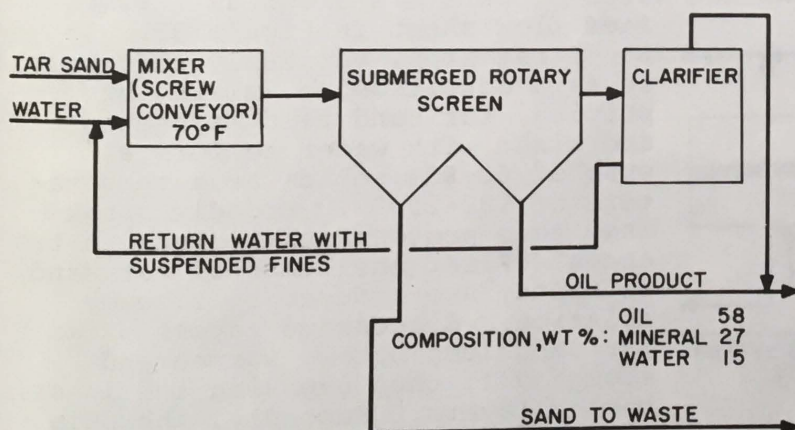 TAR SAND
WATER
MIXER
(SCREW
CONVEYOR)
70°F
SUBMERGED ROTARY
SCREEN
CLARIFIER
RETURN WATER WITH
SUSPENDED FINES
OIL PRODUCT
COMPOSITION, WT %: OIL 58
MINERAL 27
WATER 15
SAND TO WASTE